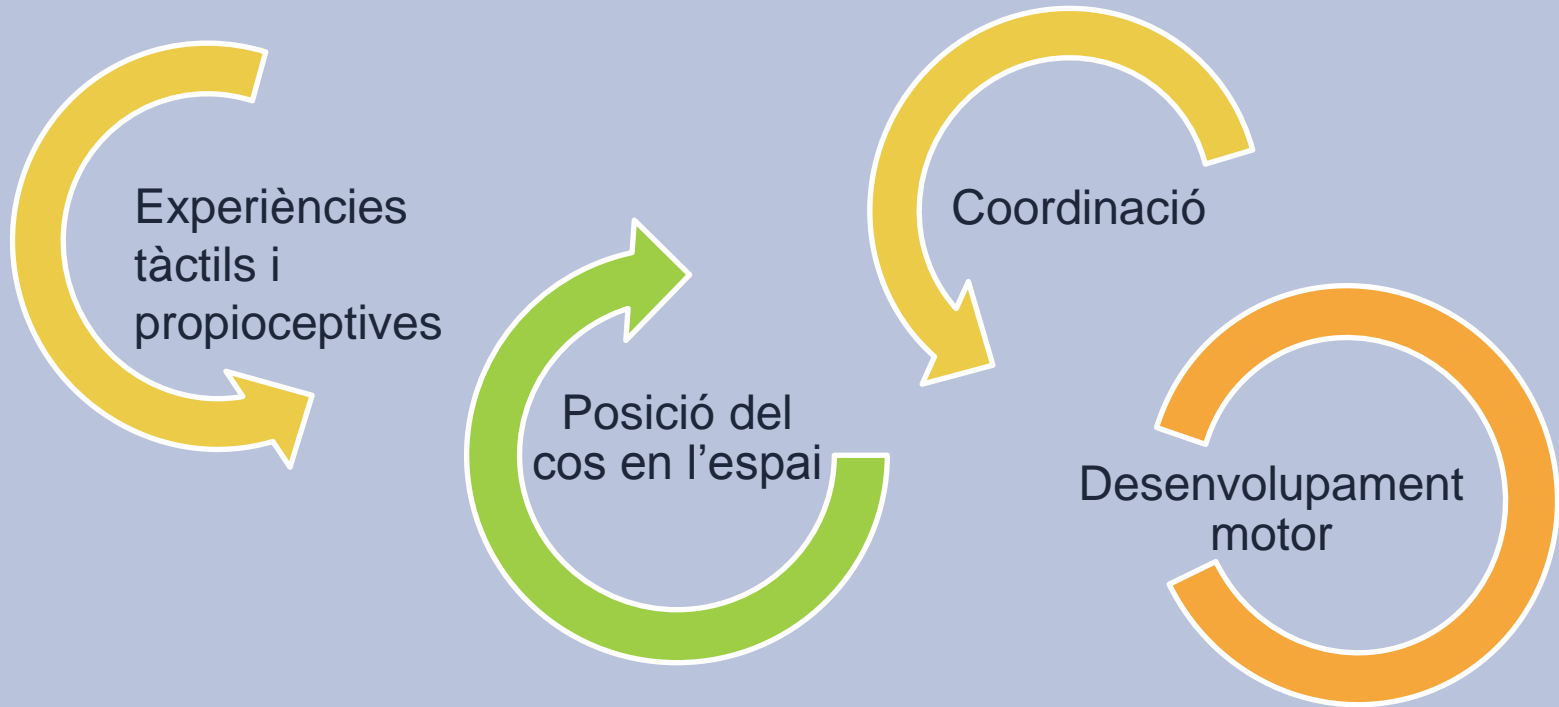 Experiències
tàctils i
propioceptives
Posició del
cos en l’espai
Coordinació
Desenvolupament
motor